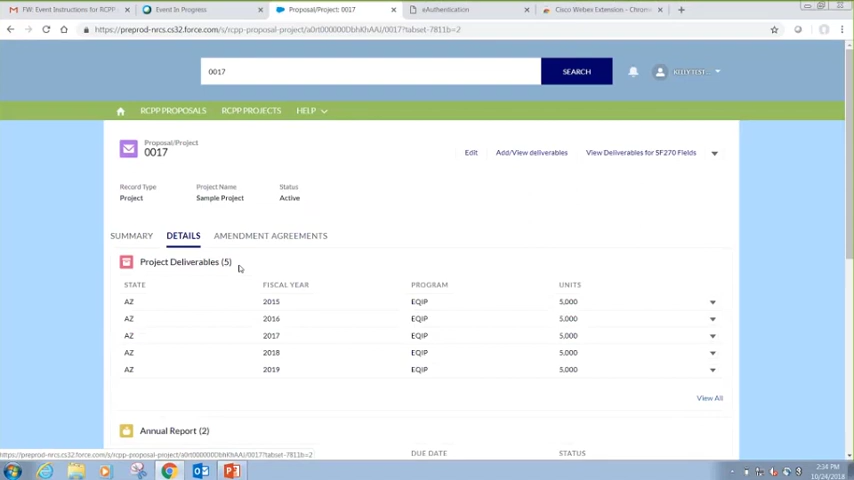 FW: Event Instructions for RCPP
Event In Progress
Proposal/Project: 0017
eAuthentication
Cisco Webex Extension - Chrom
https://preprod-nrcs.cs32.force.com/s/rcpp-proposal-project/a0rt000000DbhKhAAJ/0017?tabset-7811b=2
0017 SEARCH
RCPP PROPOSALS RCPP PROJECTS HELP
Proposal/Project
0017
Edit Add/View deliverables View Deliverables for SF270 Fields
Record Type Project Name Status
Project Sample Project Active
SUMMARY DETAILS AMENDMENT AGREEMENTS
Project Deliverables (5)
STATE FISCAL YEAR PROGRAM UNITS
AZ 2015 EQIP 5,000
AZ 2016 EQIP 5,000
AZ 2017 EQIP 5,000
AZ 2018 EQIP 5,000
AZ 2019 EQIP 5,000
View All
Annual Report (2)
DUE DATE STATUS
https://preprod-nrcs.cs32.force.com/s/rcpp-proposal-project/a0rt000000DbhKhAAJ/0017?tabset-7811b=2
2:34 PM
10/24/2018